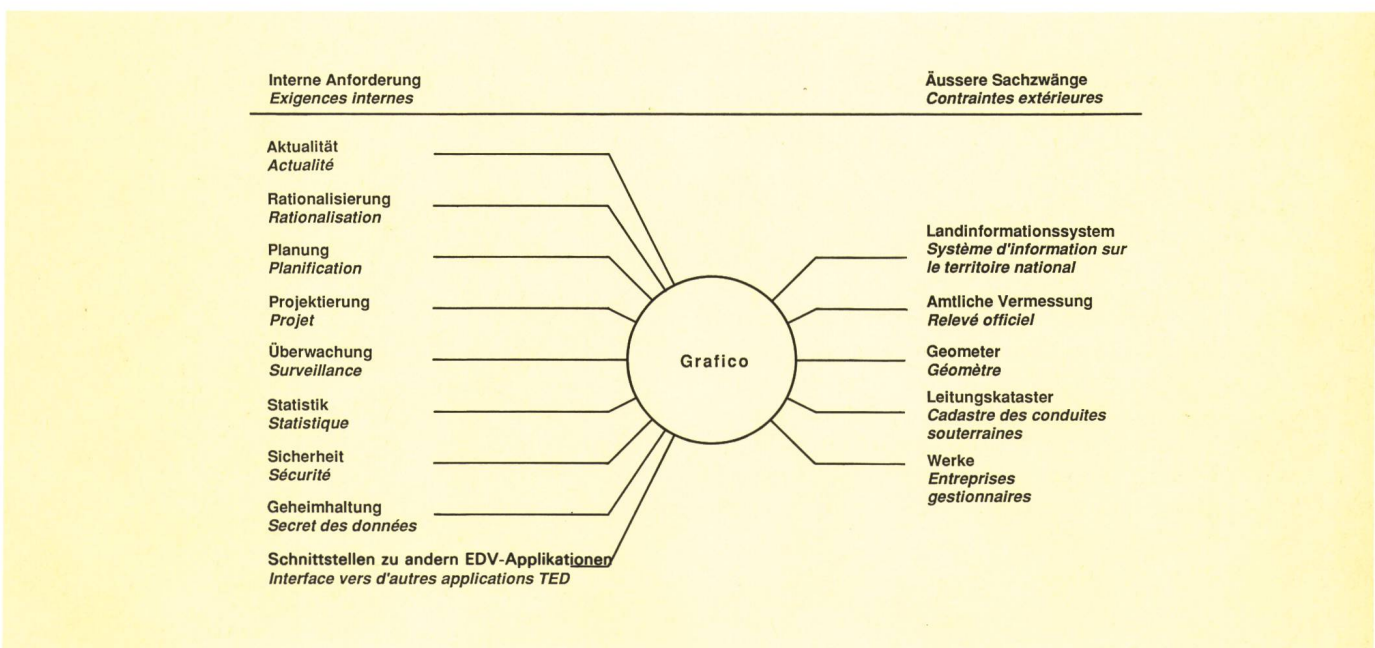 Interne Anforderung
Exigences internes
Äussere Sachzwänge
Contraintes extérieures
Aktualität
Actualité
Rationalisierung
Rationalisation
Planung
Planification
Projektierung
Projet
Überwachung
Surveillance
Statistik
Statistique
Sicherheit
Sécurité
Geheimhaltung
Secret des données
Schnittstellen zu andern EDV-Applikationen
Interface vers d'autres applications TED
Grafico
Landinformationssystem
Système d'information sur
le territoire national
Amtliche Vermessung
Relevé officiel
Geometer
Géomètre
Leitungskataster
Cadastre des conduites
souterraines
Werke
Entreprises
gestionnaires